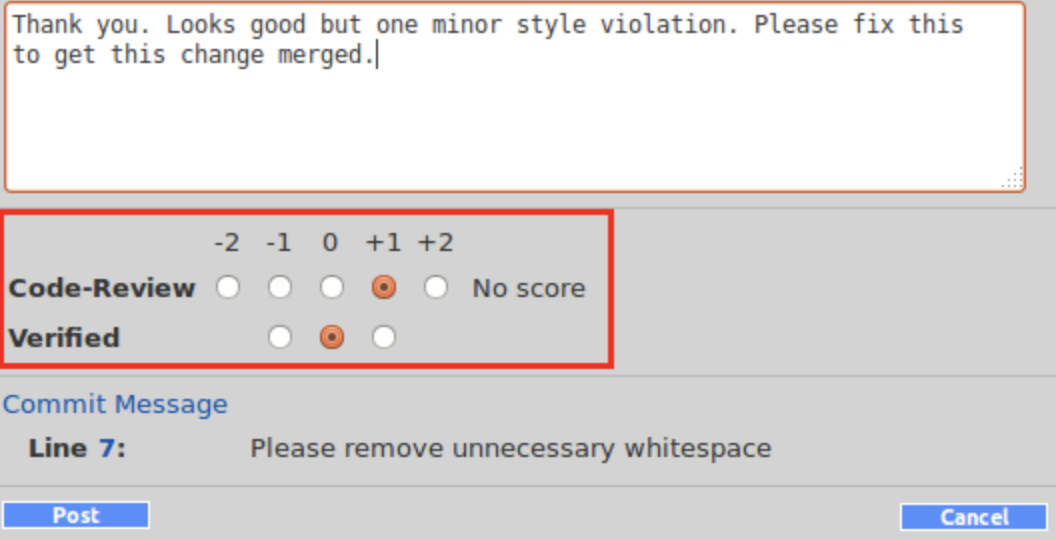 Thank you. Looks good but one minor style violation. Please fix this
to get this change merged.
-2 -1 0 +1 +2
Code-Review No score
Verified
Commit Message
Line 7: Please remove unnecessary whitespace
Post Cancel